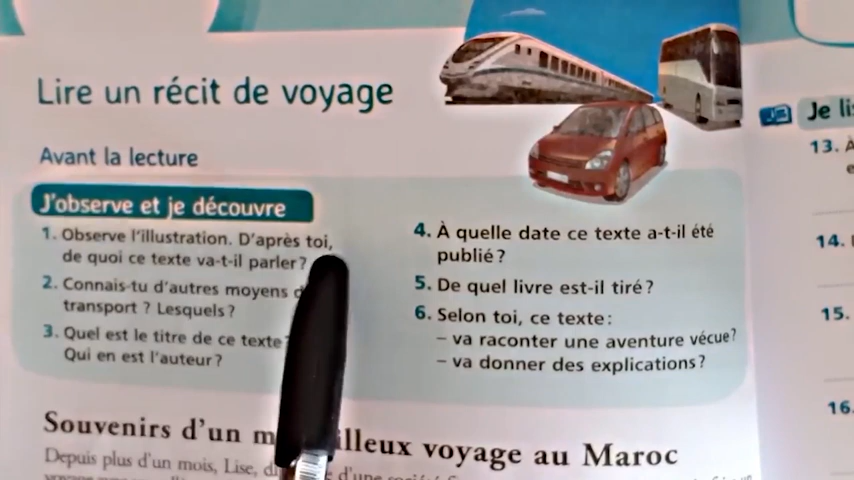 Lire un récit de voyage
Avant la lecture
J'observe et je découvre
1. Observe l'illustration. D'après toi,
de quoi ce texte va-t-il parler?
2. Connais-tu d'autres moyens
transport ? Lesquels?
3. Quel est le titre de ce texte?
Qui en est l'auteur?
4. À quelle date ce texte a-t-il été
publié?
5. De quel livre est-il tiré?
6. Selon toi, ce texte:
– va raconter une aventure vécue?
– va donner des explications?
Souvenirs d'un voyage au Maroc
Depuis plus d'un mois, Lise, d'une
Je
13.
14.
15.
16.